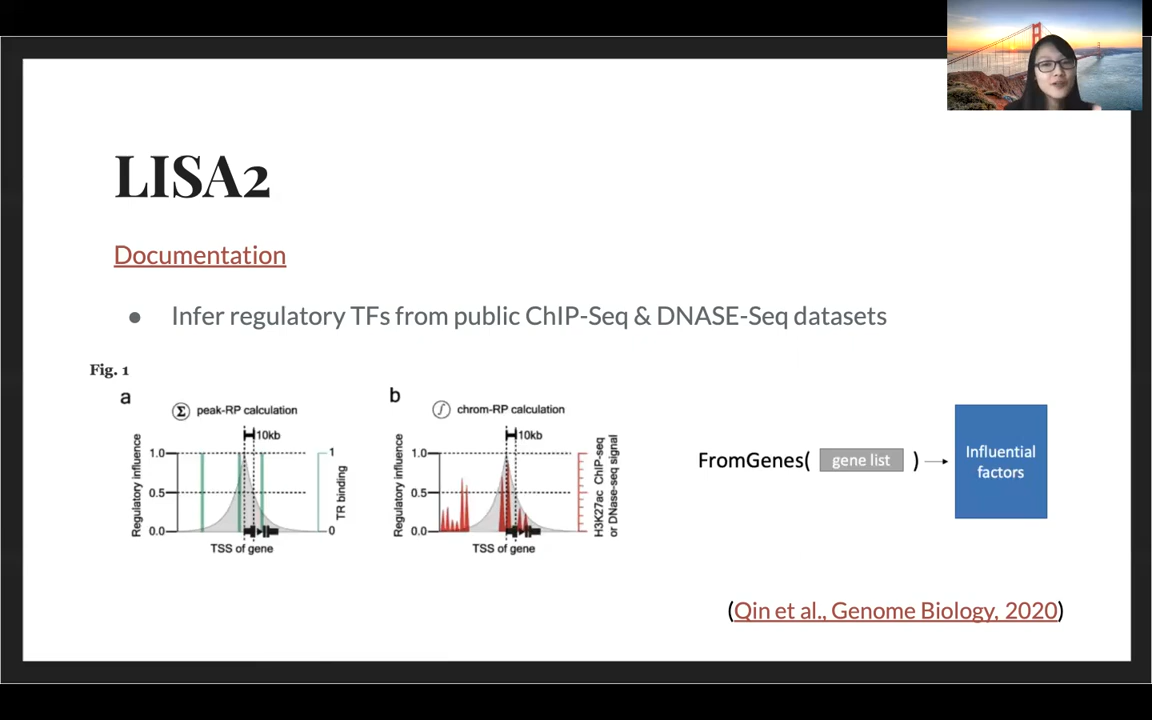 LISA2
Documentation
● Infer regulatory TFs from public ChIP-Seq & DNASE-Seq datasets
Fig. 1
a
Σ peak-RP calculation
10kb
Regulatory influence
1.0
0.5
0.0
1
0
TR binding
TSS of gene
b
∫ chrom-RP calculation
10kb
Regulatory influence
1.0
0.5
0.0
H3K27ac ChIP-seq
or DNase-seq signal
TSS of gene
FromGenes( gene list )
Influential
factors
(Qin et al., Genome Biology, 2020)